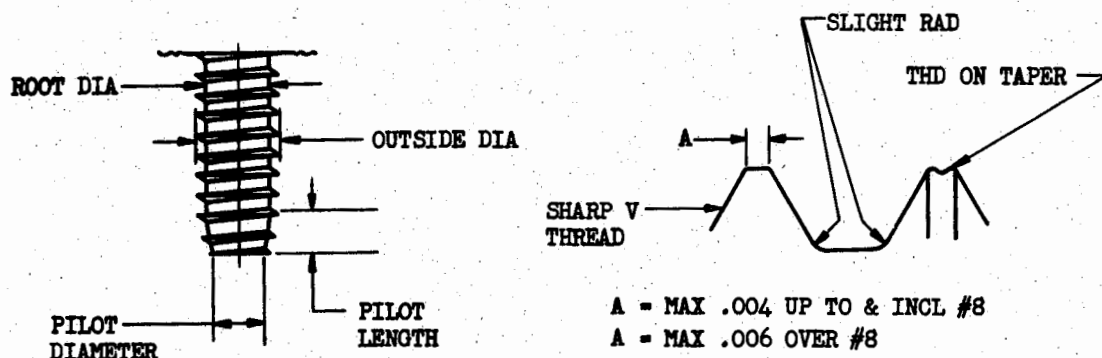 ROOT DIA
OUTSIDE DIA
PILOT
DIAMETER
PILOT
LENGTH
SLIGHT RAD
THD ON TAPER
A
SHARP V
THREAD
A = MAX .004 UP TO & INCL #8
A = MAX .006 OVER #8